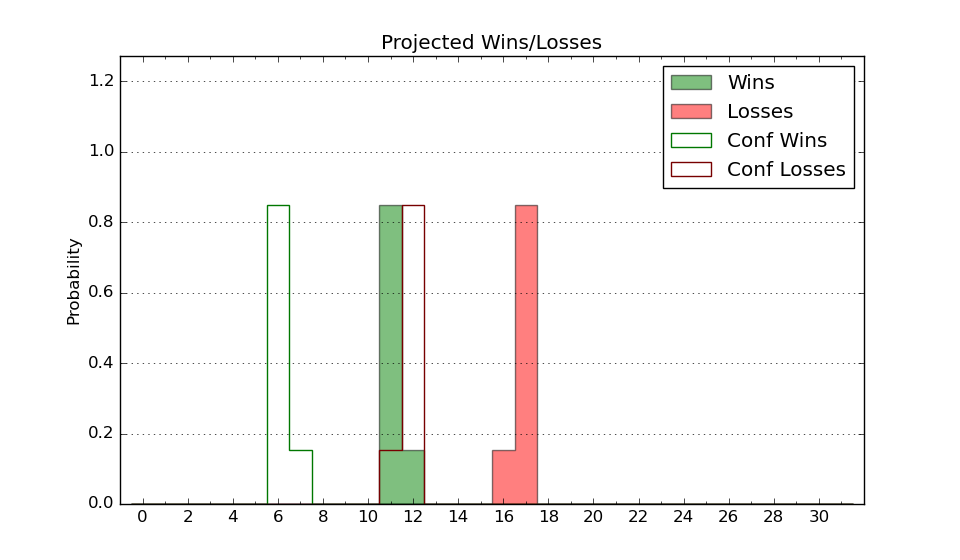 Projected Wins/Losses
Probability
1.2
1.0
0.8
0.6
0.4
0.2
0.0
0 2 4 6 8 10 12 14 16 18 20 22 24 26 28 30
Wins
Losses
Conf Wins
Conf Losses